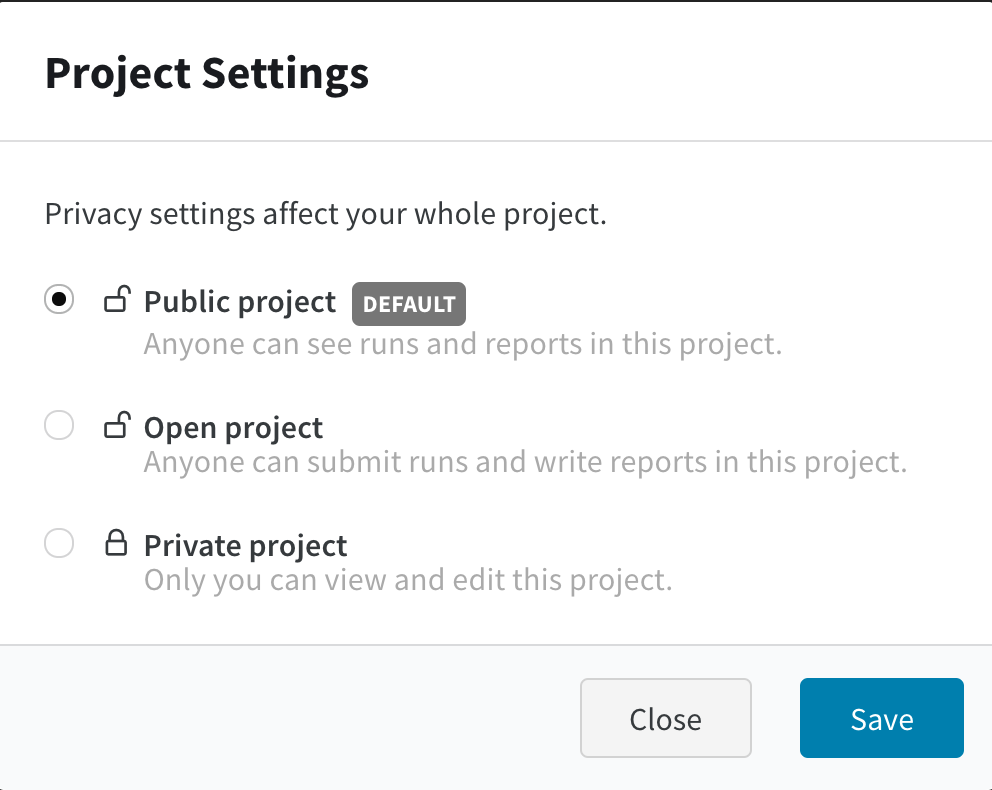 Project Settings
Privacy settings affect your whole project.
Public project DEFAULT
Anyone can see runs and reports in this project.
Open project
Anyone can submit runs and write reports in this project.
Private project
Only you can view and edit this project.
Close Save